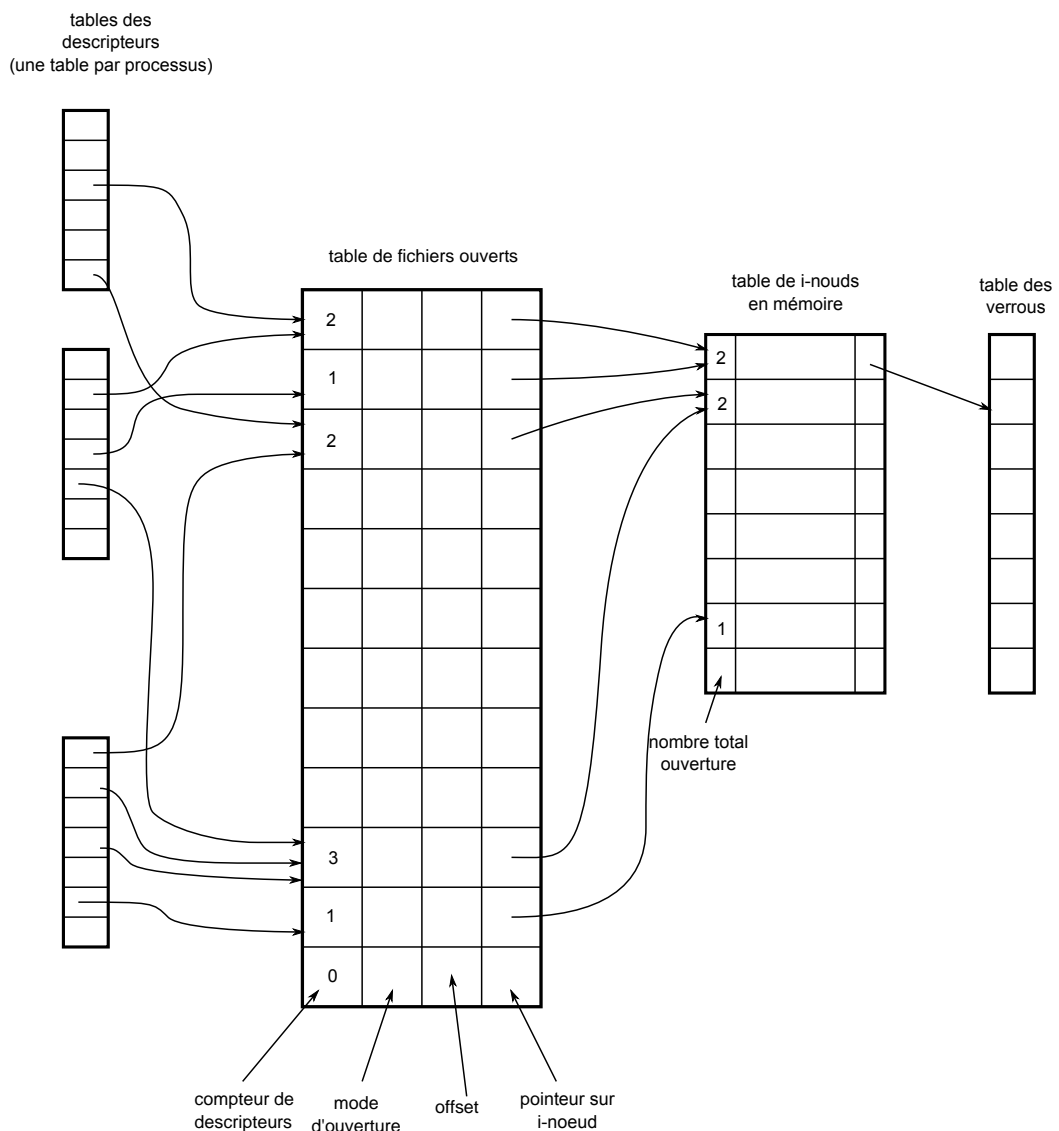 tables des
descripteurs
(une table par processus)
table de fichiers ouverts
table de i-nouds
en mémoire
table des
verrous
2
1
2
3
1
0
2
2
1
nombre total
ouverture
compteur de
descripteurs
mode
d'ouverture
offset
pointeur sur
i-noeud